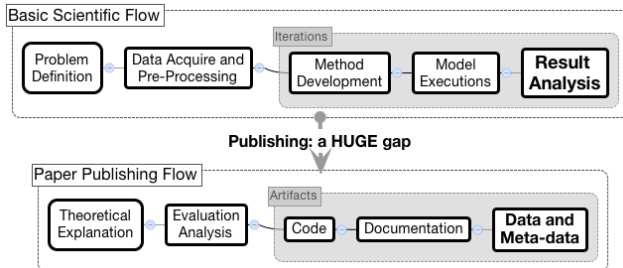 Basic Scientific Flow
Iterations
Problem
Definition
Data Acquire and
Pre-Processing
Method
Development
Model
Executions
Result
Analysis
Publishing: a HUGE gap
Paper Publishing Flow
Artifacts
Theoretical
Explanation
Evaluation
Analysis
Code
Documentation
Data and
Meta-data